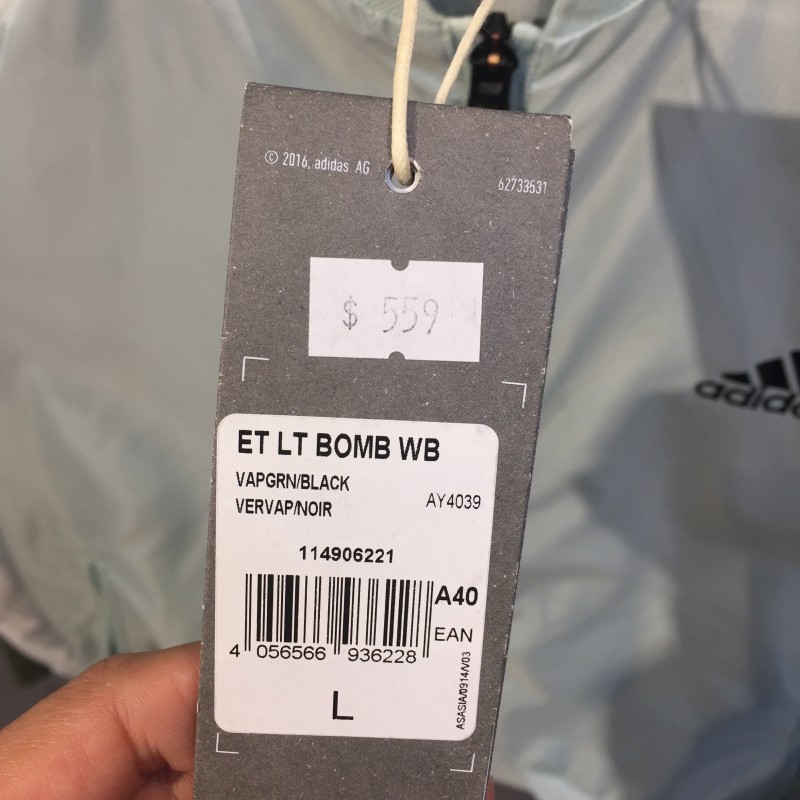 © 2016. adidas AG
62733531
$ 559
ET LT BOMB WB
VAPGRN/BLACK
VERVAP/NOIR
AY4039
114906221
A40
EAN
4 056566 936228
L
ASASIA/0914/V03
adidas